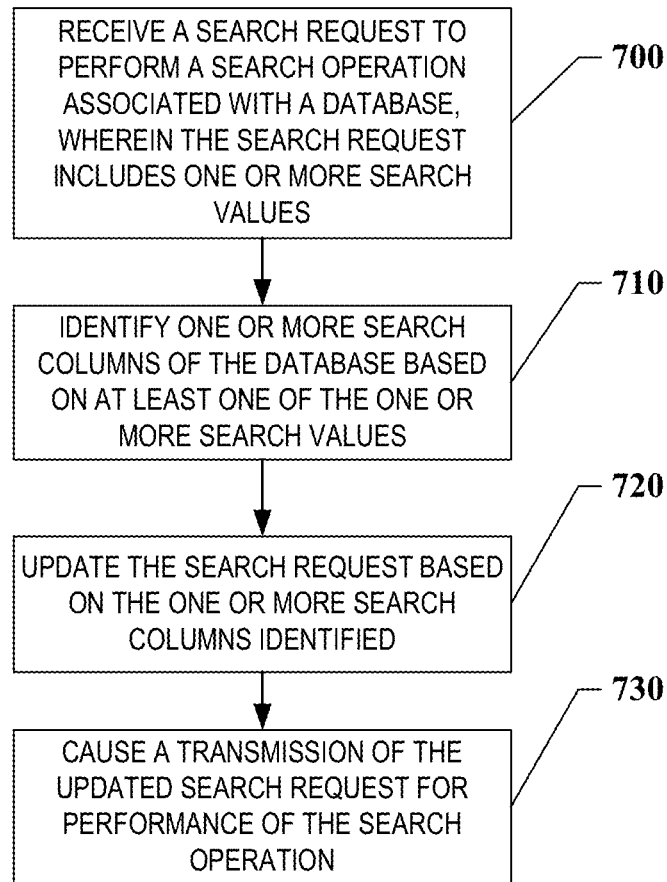 RECEIVE A SEARCH REQUEST TO
PERFORM A SEARCH OPERATION
ASSOCIATED WITH A DATABASE,
WHEREIN THE SEARCH REQUEST
INCLUDES ONE OR MORE SEARCH
VALUES
700
IDENTIFY ONE OR MORE SEARCH
COLUMNS OF THE DATABASE BASED
ON AT LEAST ONE OF THE ONE OR
MORE SEARCH VALUES
710
UPDATE THE SEARCH REQUEST BASED
ON THE ONE OR MORE SEARCH
COLUMNS IDENTIFIED
720
CAUSE A TRANSMISSION OF THE
UPDATED SEARCH REQUEST FOR
PERFORMANCE OF THE SEARCH
OPERATION
730